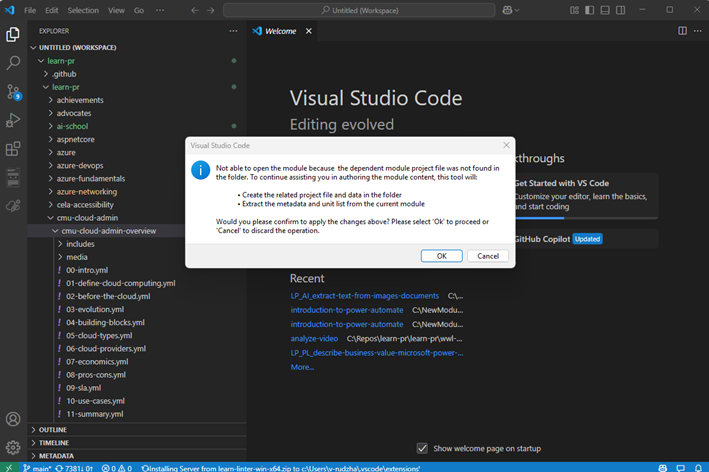 File Edit Selection View Go ··· Untitled (Workspace)
EXPLORER ···
UNTITLED (WORKSPACE)
learn-pr
.github
learn-pr
achievements
advocates
ai-school
aspnetcore
azure
azure-devops
azure-fundamentals
azure-networking
cela-accessibility
cmu-cloud-admin
cmu-cloud-admin-overview
includes
media
00-intro.yml
01-define-cloud-computing.yml
02-before-the-cloud.yml
03-evolution.yml
04-building-blocks.yml
05-cloud-types.yml
06-cloud-providers.yml
07-economics.yml
08-pros-cons.yml
09-sla.yml
10-use-cases.yml
11-summary.yml
OUTLINE
TIMELINE
METADATA
9
Welcome
Visual Studio Code
Editing evolved
Visual Studio Code
Not able to open the module because the dependent module project file was not found in
the folder. To continue assisting you in authoring the module content, this tool will:
• Create the related project file and data in the folder
• Extract the metadata and unit list from the current module
Would you please confirm to apply the changes above? Please select 'Ok' to proceed or
'Cancel' to discard the operation.
OK Cancel
Recent
LP_AI_extract-text-from-images-documents C:\...
introduction-to-power-automate C:\NewModu...
introduction-to-power-automate C:\NewModu...
analyze-video C:\Repos\learn-pr\learn-pr\wwl-...
LP_PL_describe-business-value-microsoft-power-...
More...
kthroughs
Get Started with VS Code
Customize your editor, learn the basics,
and start coding
GitHub Copilot Updated
Show welcome page on startup
main* 7381↓ 0↑ 0 0 Installing Server from learn-linter-win-x64.zip to c:\Users\v-rudzha\.vscode\extensions'